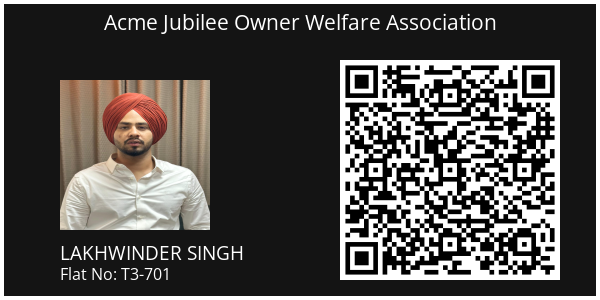 Acme Jubilee Owner Welfare Association
LAKHWINDER SINGH
Flat No: T3-701